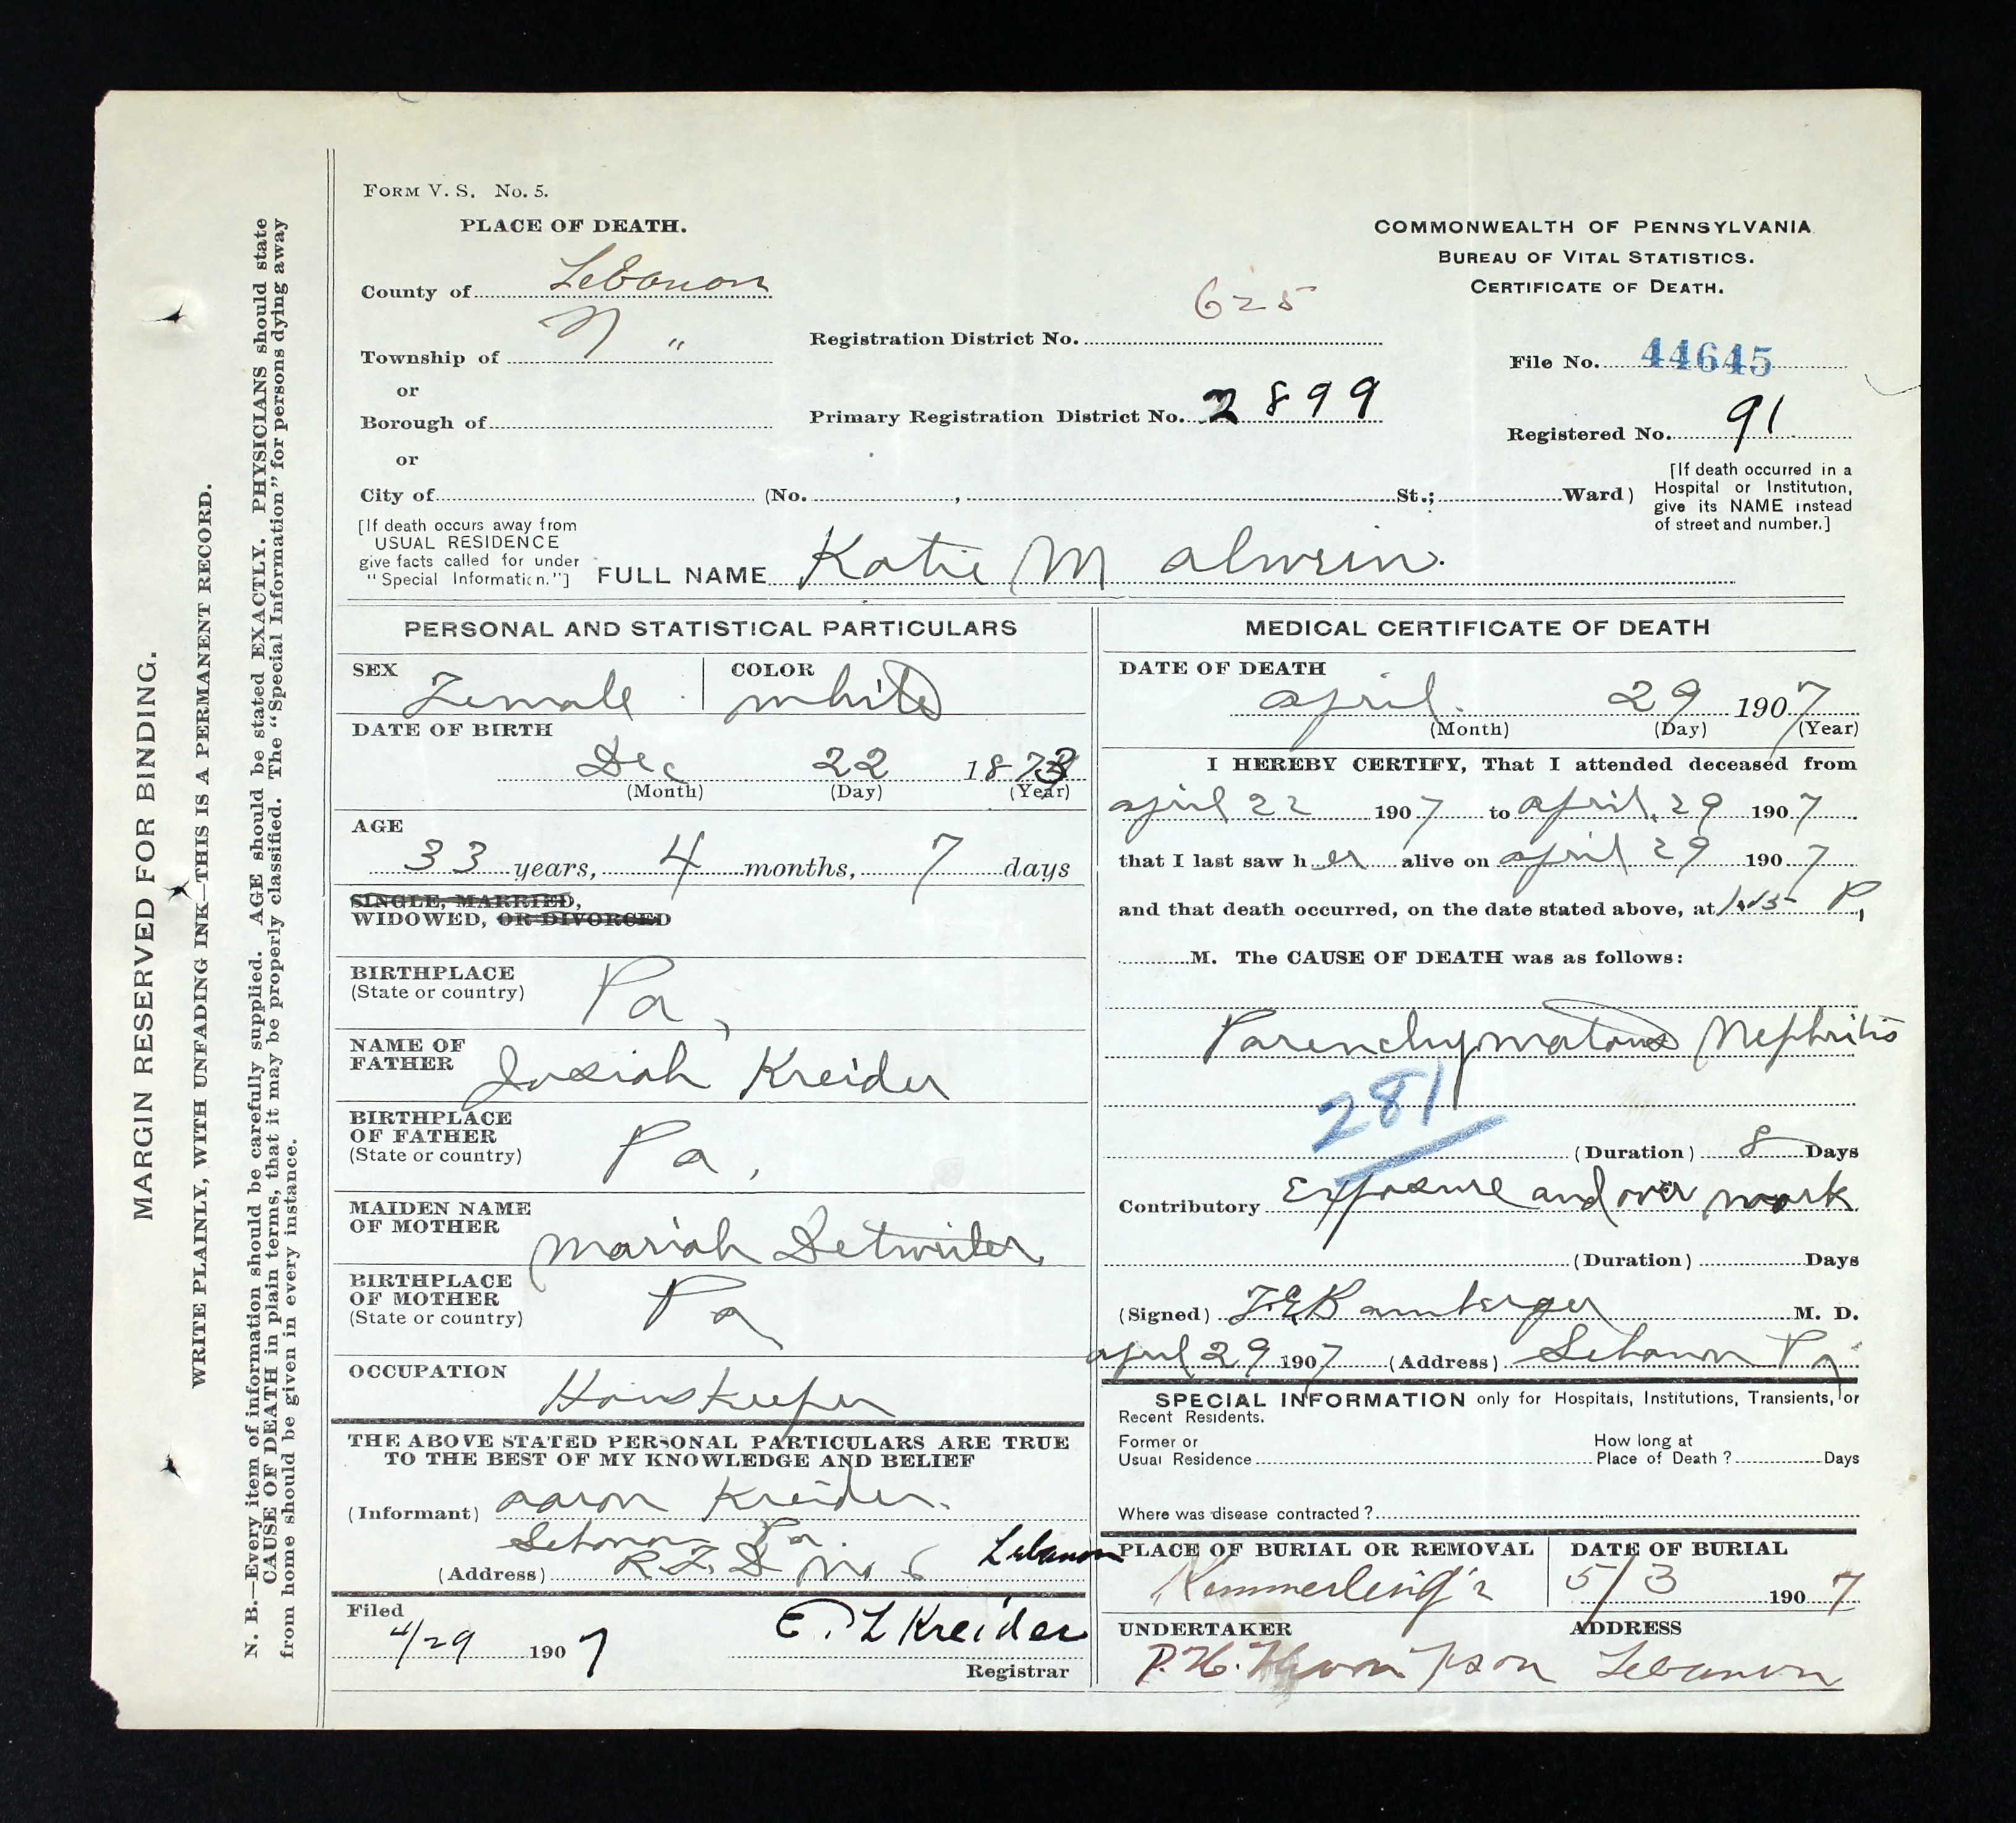 MARGIN RESERVED FOR BINDING.
WRITE PLAINLY, WITH UNFADING INK—THIS IS A PERMANENT RECORD.
N. B.—Every item of information should be carefully supplied. AGE should be stated EXACTLY. PHYSICIANS should state
CAUSE OF DEATH in plain terms, that it may be properly classified. The "Special Information" for persons dying away
from home should be given in every instance.
FORM V. S. No. 5.
PLACE OF DEATH.
County of Lebanon
Township of N "
or
Borough of
or
City of (No. , St.; Ward)
COMMONWEALTH OF PENNSYLVANIA
BUREAU OF VITAL STATISTICS.
CERTIFICATE OF DEATH.
Registration District No. 625
Primary Registration District No. 2899
File No. 44645
Registered No. 91
[If death occurred in a
Hospital or Institution,
give its NAME instead
of street and number.]
[If death occurs away from
USUAL RESIDENCE
give facts called for under
"Special Information."]
FULL NAME Katie M Alwein.
PERSONAL AND STATISTICAL PARTICULARS
SEX Female
COLOR White
DATE OF BIRTH
Dec 22 1873
(Month) (Day) (Year)
AGE
33 years, 4 months, 7 days
SINGLE, MARRIED,
WIDOWED, OR DIVORCED
BIRTHPLACE
(State or country) Pa,
NAME OF
FATHER Josiah Kreider
BIRTHPLACE
OF FATHER
(State or country) Pa,
MAIDEN NAME
OF MOTHER Mariah Detweiler
BIRTHPLACE
OF MOTHER
(State or country) Pa
OCCUPATION
Houskeeper
THE ABOVE STATED PERSONAL PARTICULARS ARE TRUE
TO THE BEST OF MY KNOWLEDGE AND BELIEF
(Informant) Aaron Kreider.
Lebanon Pa.
(Address) R.F.D No 6 Lebanon
Filed
4/29 1907 E. L Kreider
Registrar
MEDICAL CERTIFICATE OF DEATH
DATE OF DEATH
April. 29 1907
(Month) (Day) (Year)
I HEREBY CERTIFY, That I attended deceased from
April 22 1907 to April. 29 1907
that I last saw her alive on April 29 1907
and that death occurred, on the date stated above, at P,
M. The CAUSE OF DEATH was as follows:
Parenchymatous Nephritis
281
(Duration) 8 Days
Contributory Exposure and over work
(Duration) Days
(Signed) F.E Bamberger M. D.
April 29 1907 (Address) Lebanon Pa
SPECIAL INFORMATION only for Hospitals, Institutions, Transients, or
Recent Residents.
Former or
Usual Residence
How long at
Place of Death? Days
Where was disease contracted?
PLACE OF BURIAL OR REMOVAL
Kimmerling's
DATE OF BURIAL
5/3 1907
UNDERTAKER
P. H. Thompson
ADDRESS
Lebanon